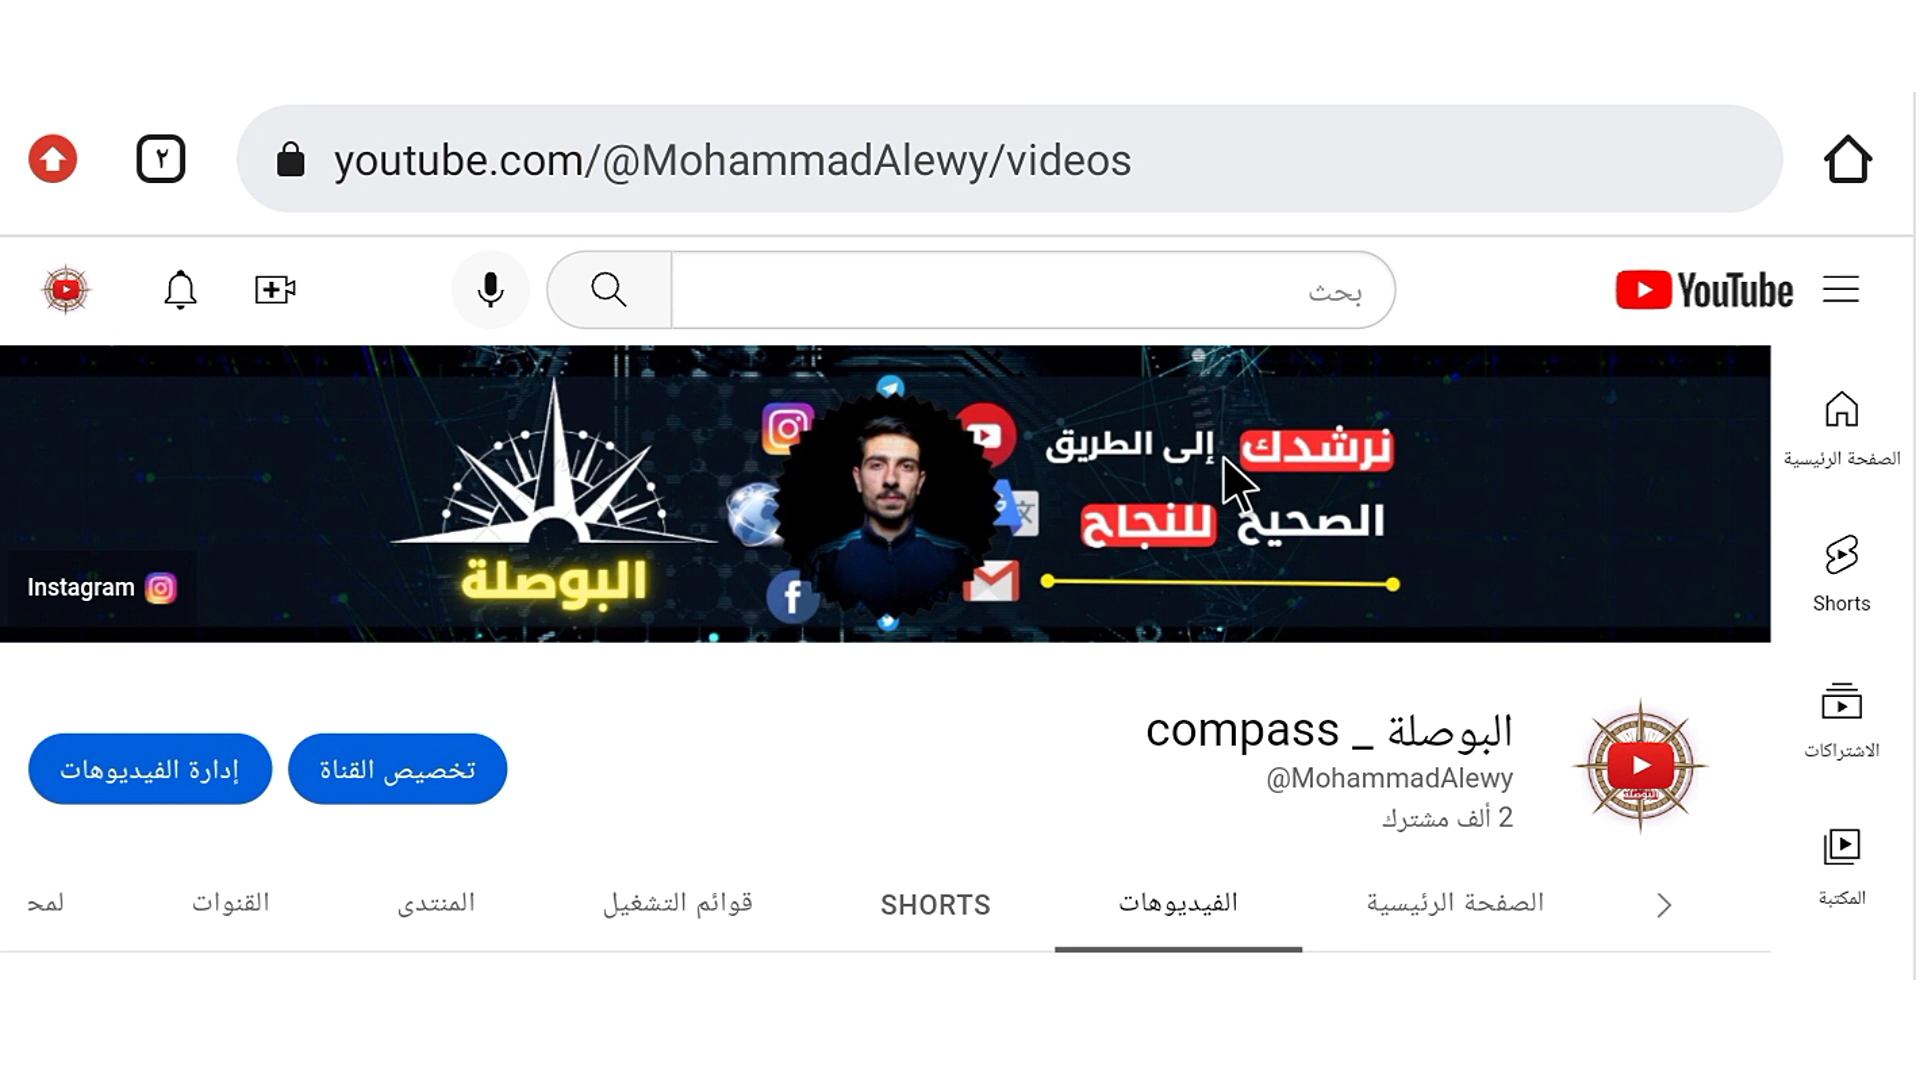 ٢
youtube.com/@MohammadAlewy/videos
YouTube
بحث
نرشدك إلى الطريق
الصحيح للنجاح
البوصلة
Instagram
الصفحة الرئيسية
Shorts
الاشتراكات
المكتبة
البوصلة _ compass
@MohammadAlewy
2 ألف مشترك
تخصيص القناة
إدارة الفيديوهات
الصفحة الرئيسية
الفيديوهات
SHORTS
قوائم التشغيل
المنتدى
القنوات
لمح